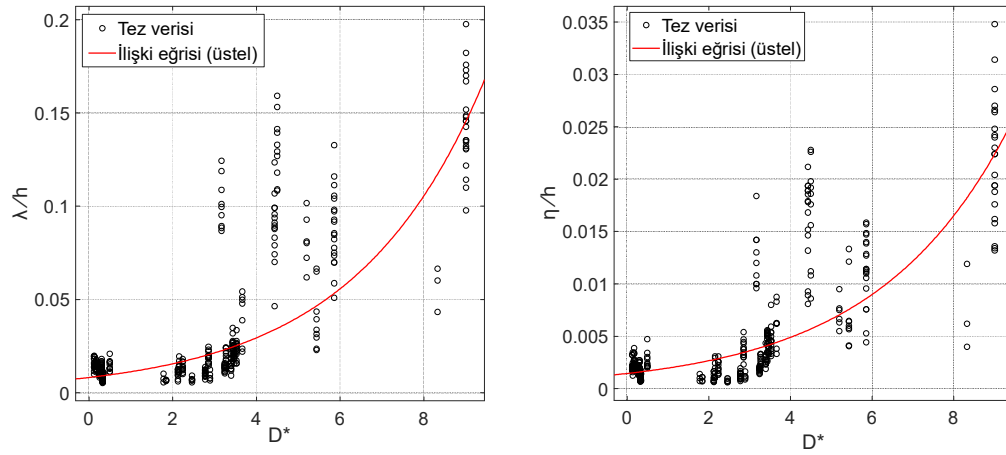 Tez verisi
İlişki eğrisi (üstel)
0.2
0.15
0.1
0.05
0
λ/h
0
2
4
6
8
D*
Tez verisi
İlişki eğrisi (üstel)
0.035
0.03
0.025
0.02
0.015
0.01
0.005
0
η/h
0
2
4
6
8
D*